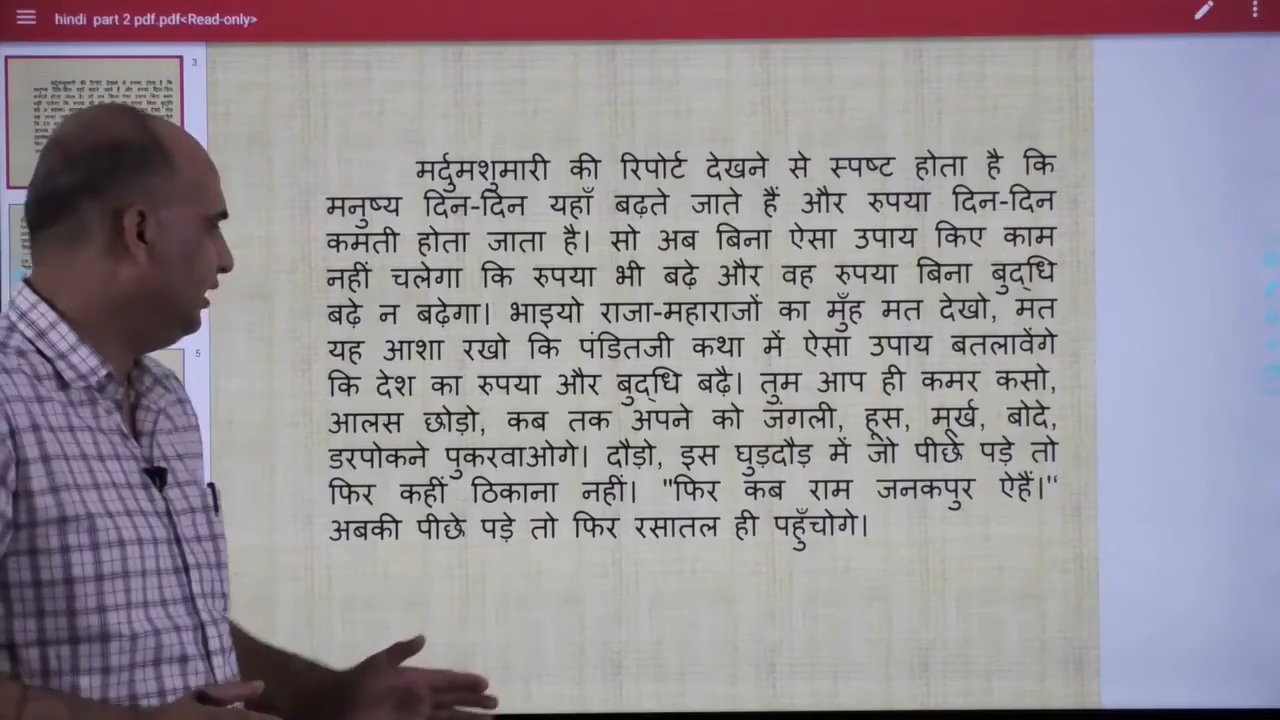 hindi part 2 pdf.pdf<Read-only>
3
मर्दुमशुमारी की रिपोर्ट देखने से स्पष्ट होता है कि
मनुष्य दिन-दिन यहाँ बढ़ते जाते हैं और रुपया दिन-दिन
कमती होता जाता है। सो अब बिना ऐसा उपाय किए काम
नहीं चलेगा कि रुपया भी बढ़े और वह रुपया बिना बुद्धि
बढ़े न बढ़ेगा। भाइयो राजा-महाराजों का मुँह मत देखो, मत
यह आशा रखो कि पंडितजी कथा में ऐसा उपाय बतलावेंगे
कि देश का रुपया और बुद्धि बढ़ै। तुम आप ही कमर कसो,
आलस छोड़ो, कब तक अपने को जंगली, हूस, मूर्ख, बोदे,
डरपोकने पुकरवाओगे। दौड़ो, इस घुड़दौड़ में जो पीछे पड़े तो
फिर कहीं ठिकाना नहीं। "फिर कब राम जनकपुर ऐहैं।"
अबकी पीछे पड़े तो फिर रसातल ही पहुँचोगे।
5